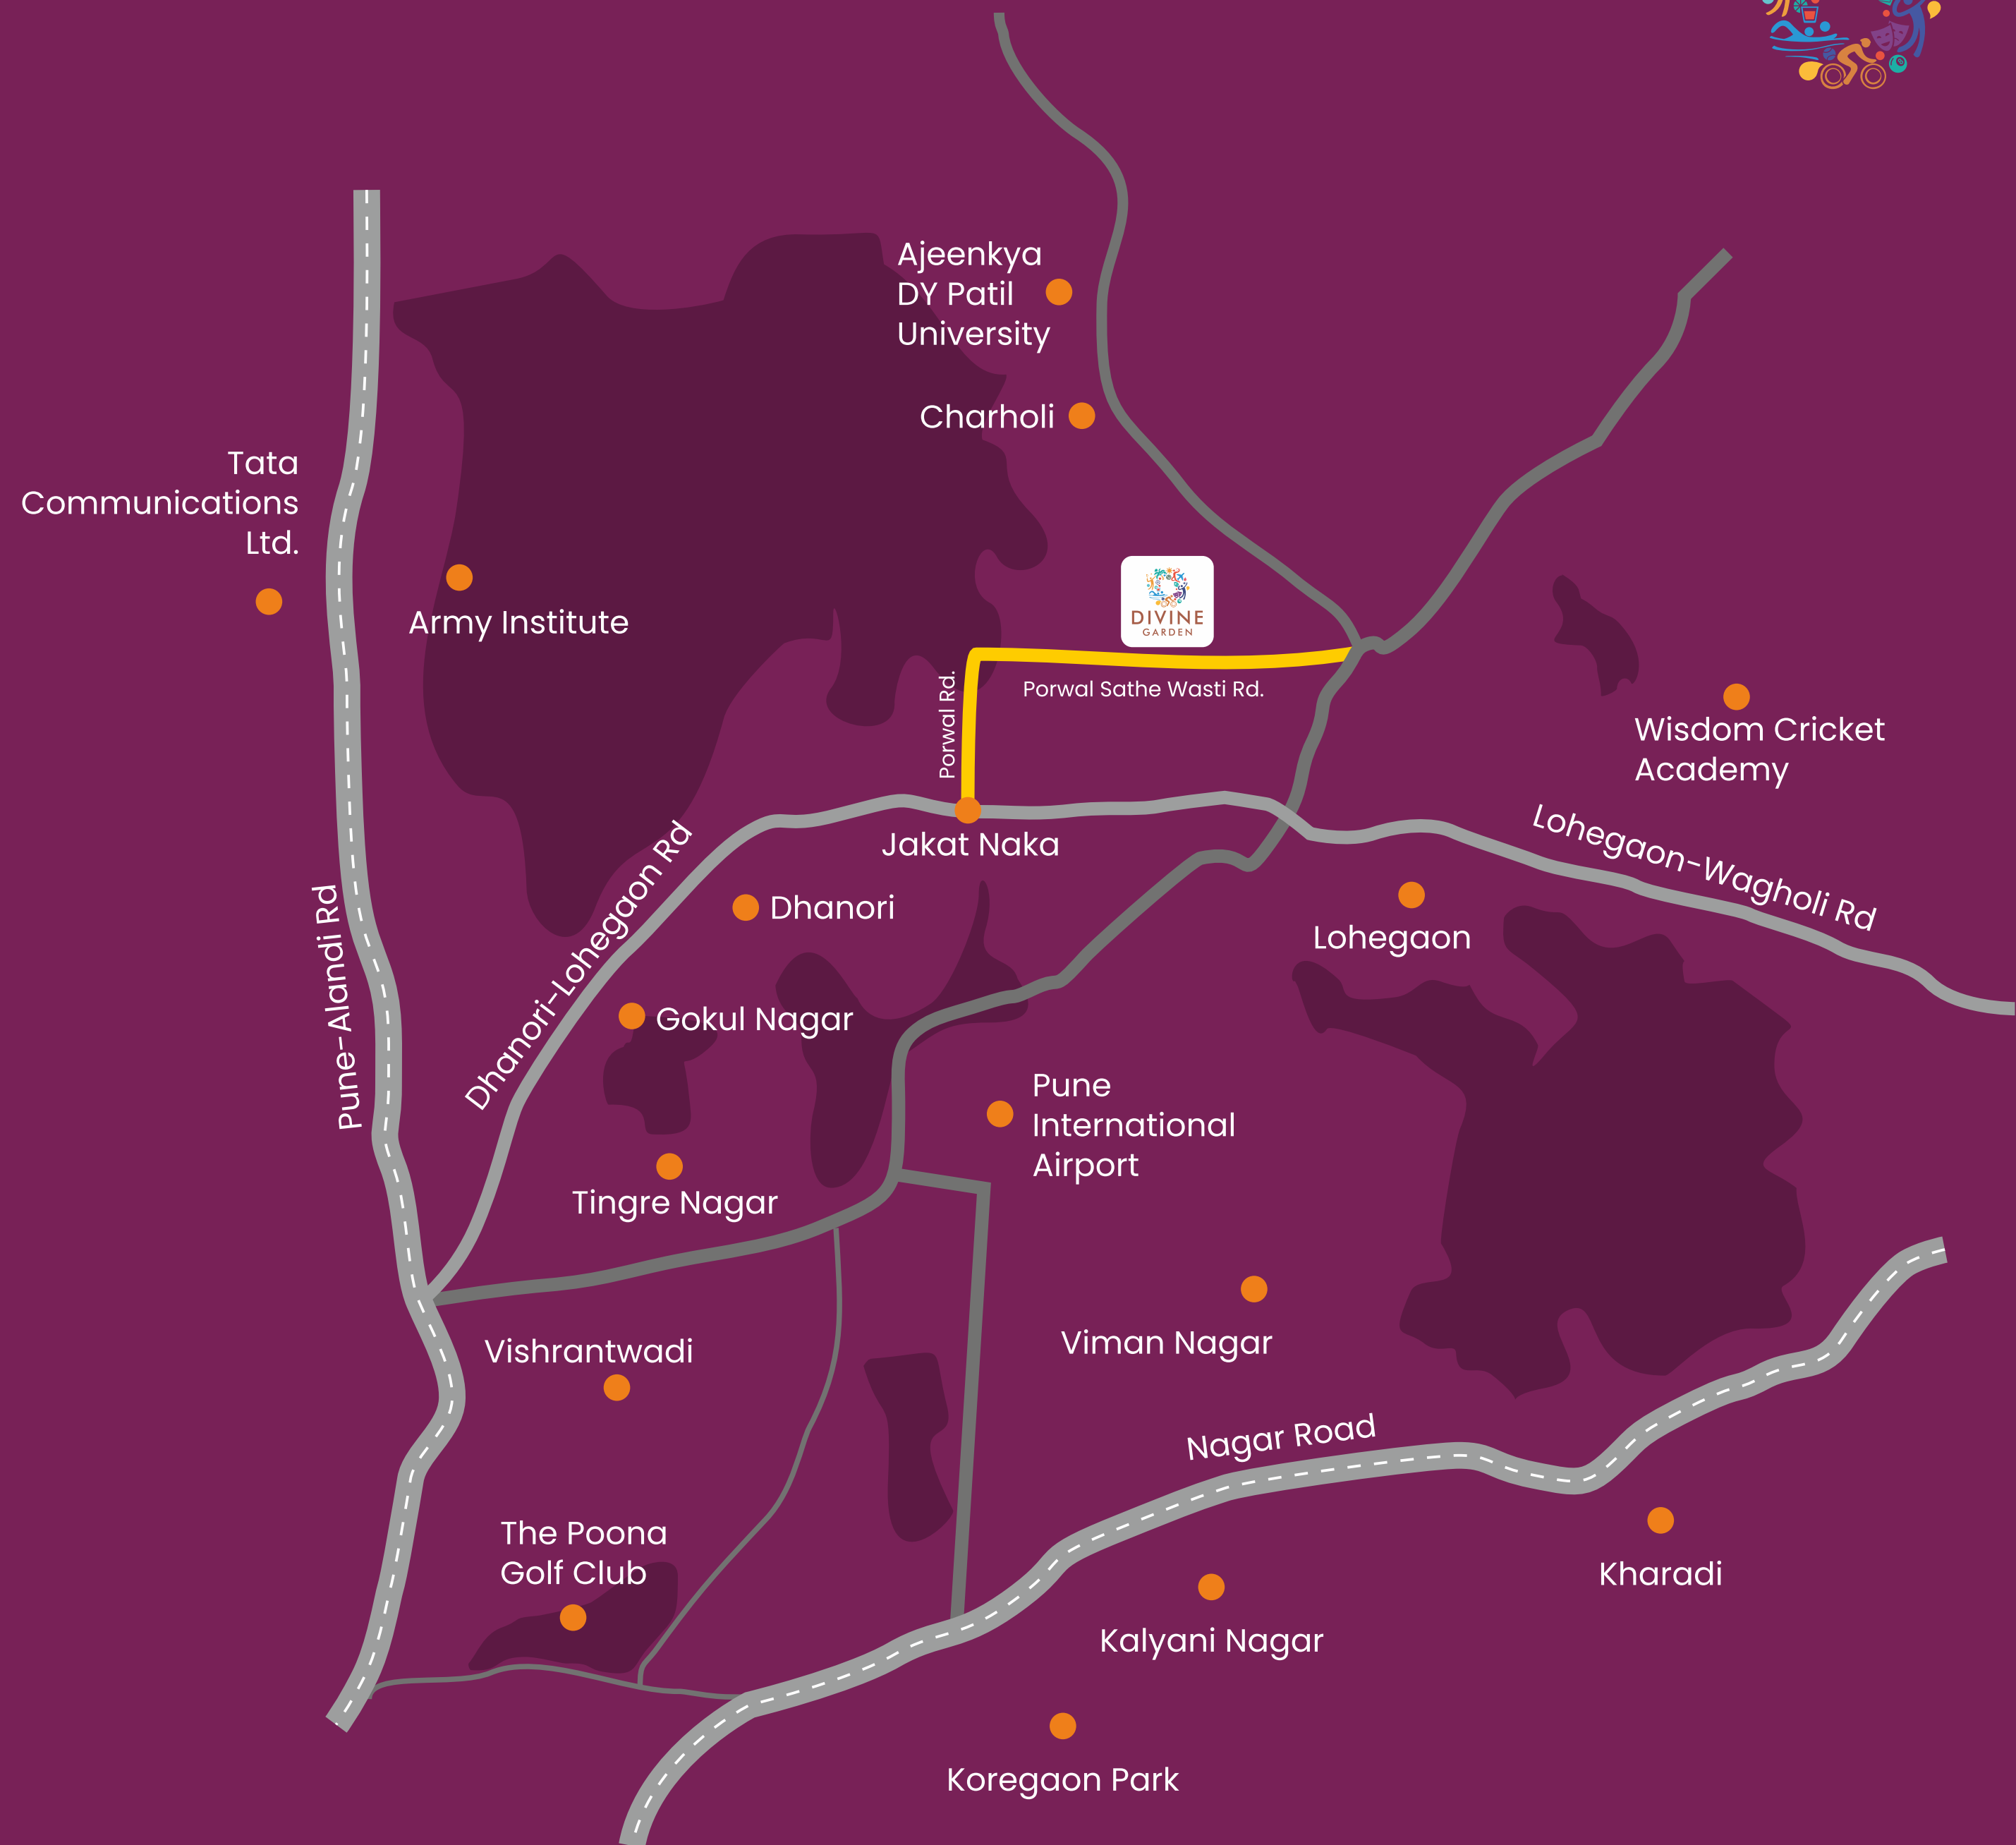 Ajeenkya
DY Patil
University
Charholi
Tata
Communications
Ltd.
Army Institute
DIVINE
GARDEN
Porwal Rd.
Porwal Sathe Wasti Rd.
Wisdom Cricket
Academy
Jakat Naka
Lohegaon-Wagholi Rd
Dhanori-Lohegaon Rd
Dhanori
Lohegaon
Pune-Alandi Rd
Gokul Nagar
Pune
International
Airport
Tingre Nagar
Vishrantwadi
Viman Nagar
Nagar Road
The Poona
Golf Club
Kharadi
Kalyani Nagar
Koregaon Park